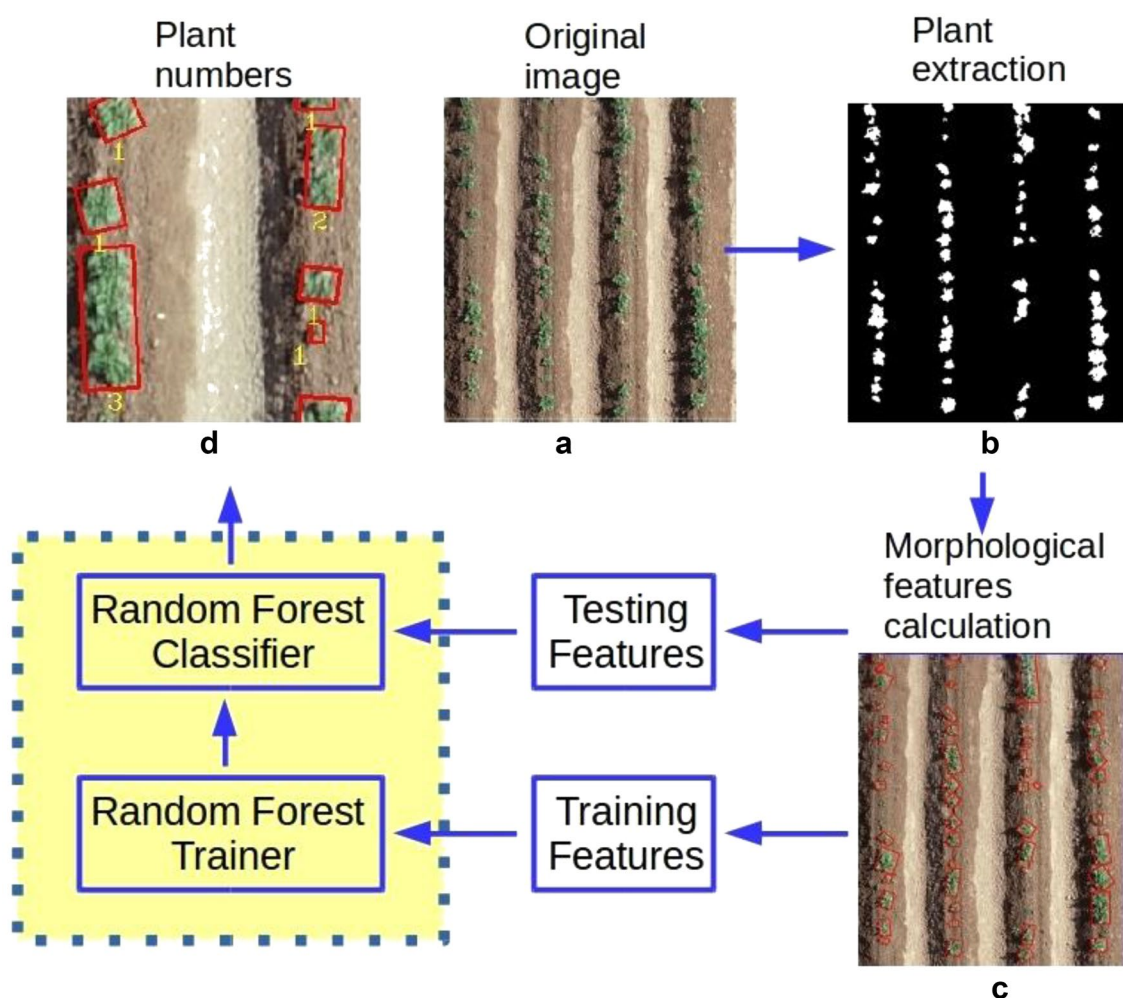 Plant
numbers
Original
image
Plant
extraction
1
1
2
1
1
1
3
d
a
b
Morphological
features
calculation
Random Forest
Classifier
Testing
Features
Random Forest
Trainer
Training
Features
c